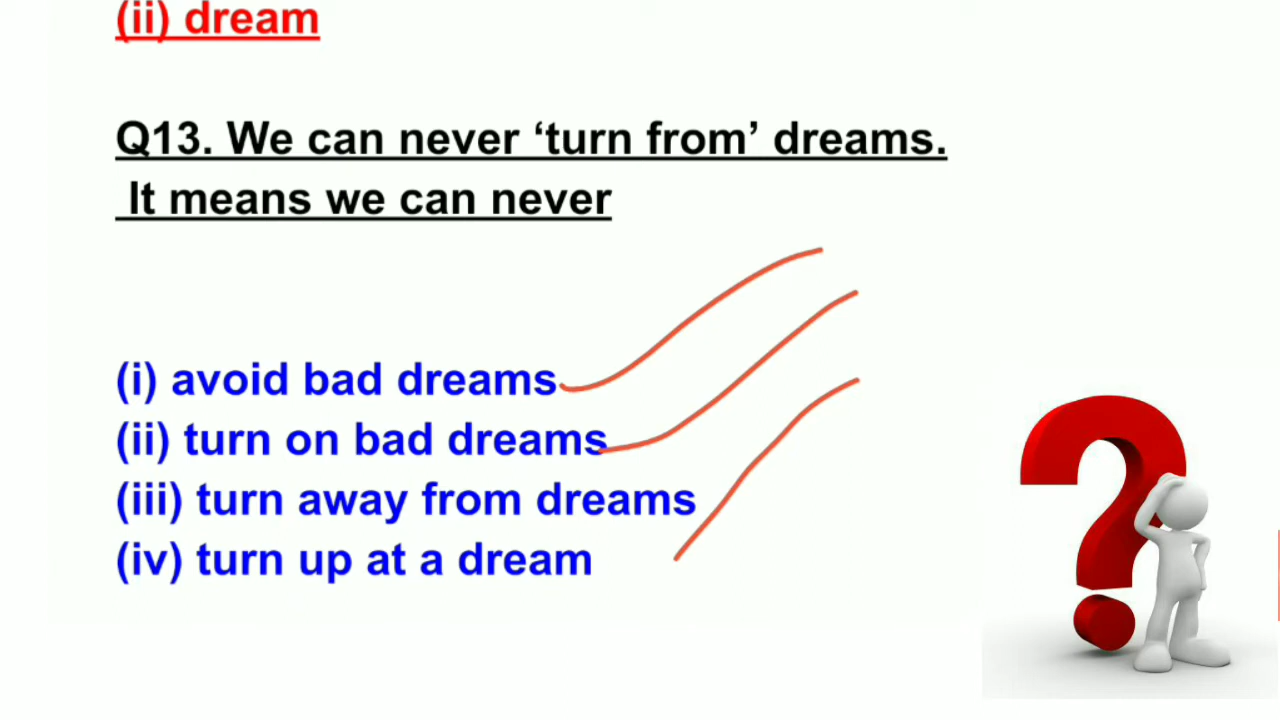 (ii) dream
Q13. We can never ‘turn from’ dreams.
It means we can never
(i) avoid bad dreams
(ii) turn on bad dreams
(iii) turn away from dreams
(iv) turn up at a dream